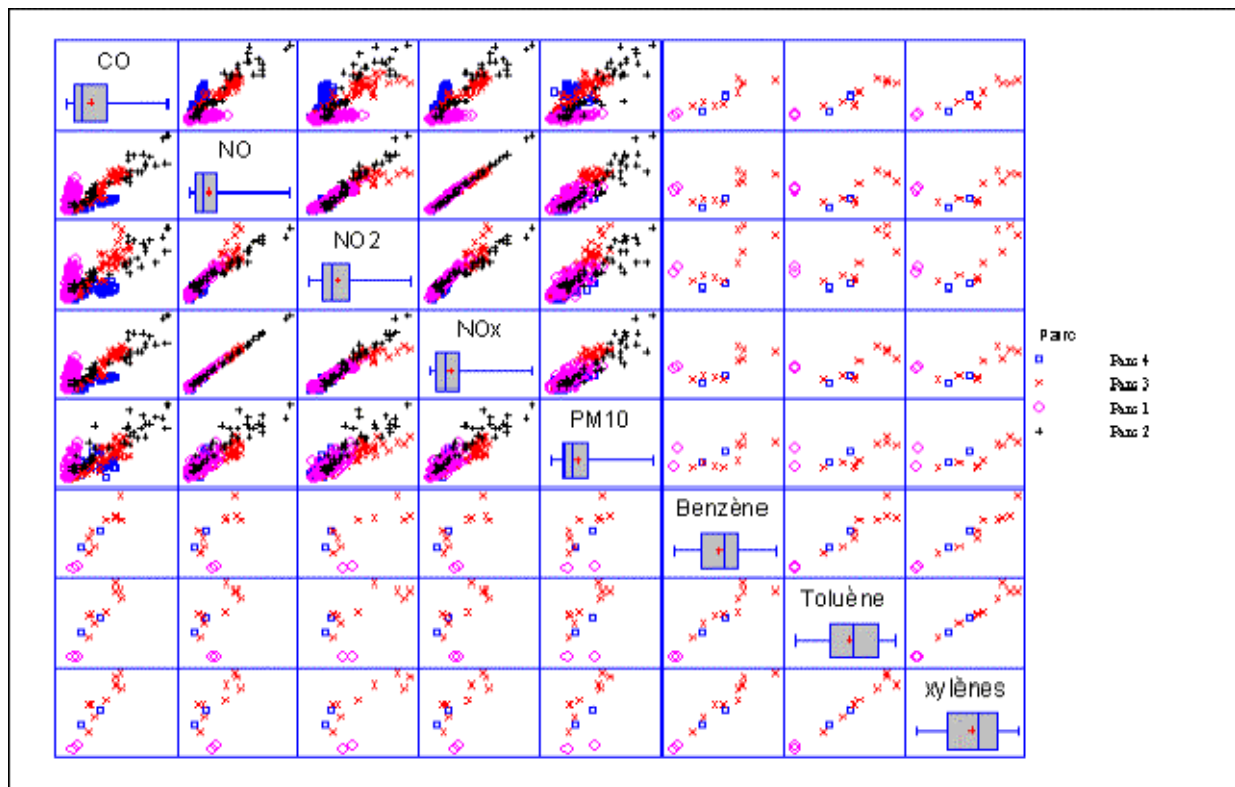 CO
NO
NO2
NOx
PM10
Benzène
Toluène
xylènes
Parc
Parc 4
Parc 3
Parc 1
Parc 2